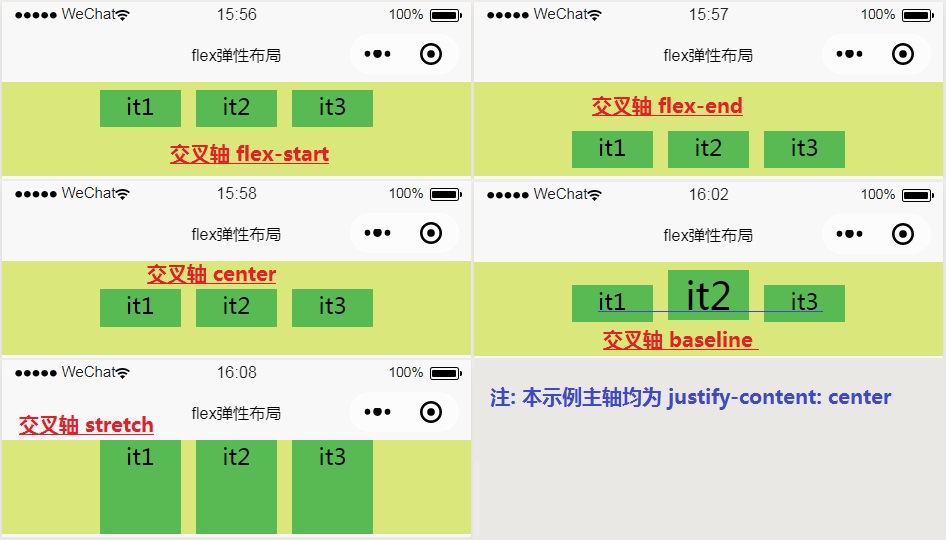 ●●●●● WeChat 15:56 100%
flex弹性布局
it1 it2 it3
交叉轴 flex-start
●●●●● WeChat 15:57 100%
flex弹性布局
交叉轴 flex-end
it1 it2 it3
●●●●● WeChat 15:58 100%
flex弹性布局
交叉轴 center
it1 it2 it3
●●●●● WeChat 16:02 100%
flex弹性布局
it1 it2 it3
交叉轴 baseline
●●●●● WeChat 16:08 100%
flex弹性布局
交叉轴 stretch
it1 it2 it3
注: 本示例主轴均为 justify-content: center